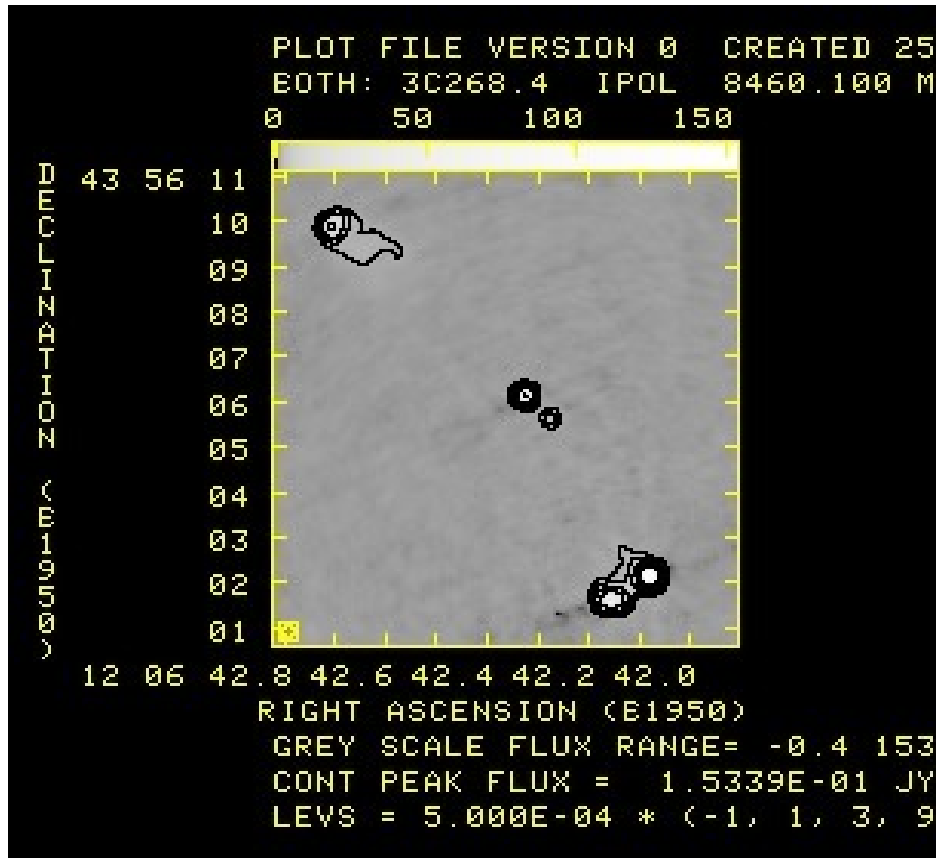 PLOT FILE VERSION 0 CREATED 25
BOTH: 3C268.4 IPOL 8460.100 M
0 50 100 150
DECLINATION (B1950)
43 56 11
10
09
08
07
06
05
04
03
02
01
12 06 42.8 42.6 42.4 42.2 42.0
RIGHT ASCENSION (B1950)
GREY SCALE FLUX RANGE= -0.4 153
CONT PEAK FLUX = 1.5339E-01 JY
LEVS = 5.000E-04 * (-1, 1, 3, 9